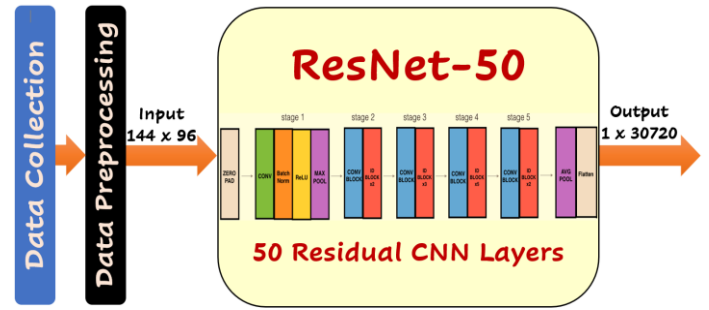 Data Collection
Data Preprocessing
Input
144 x 96
ResNet-50
stage 1
stage 2
stage 3
stage 4
stage 5
ZERO
PAD
CONV
Batch
Norm
ReLU
MAX
POOL
CONV
BLOCK
ID
BLOCK
x2
CONV
BLOCK
ID
BLOCK
x3
CONV
BLOCK
ID
BLOCK
x5
CONV
BLOCK
ID
BLOCK
x2
AVG
POOL
Flatten
50 Residual CNN Layers
Output
1 x 30720